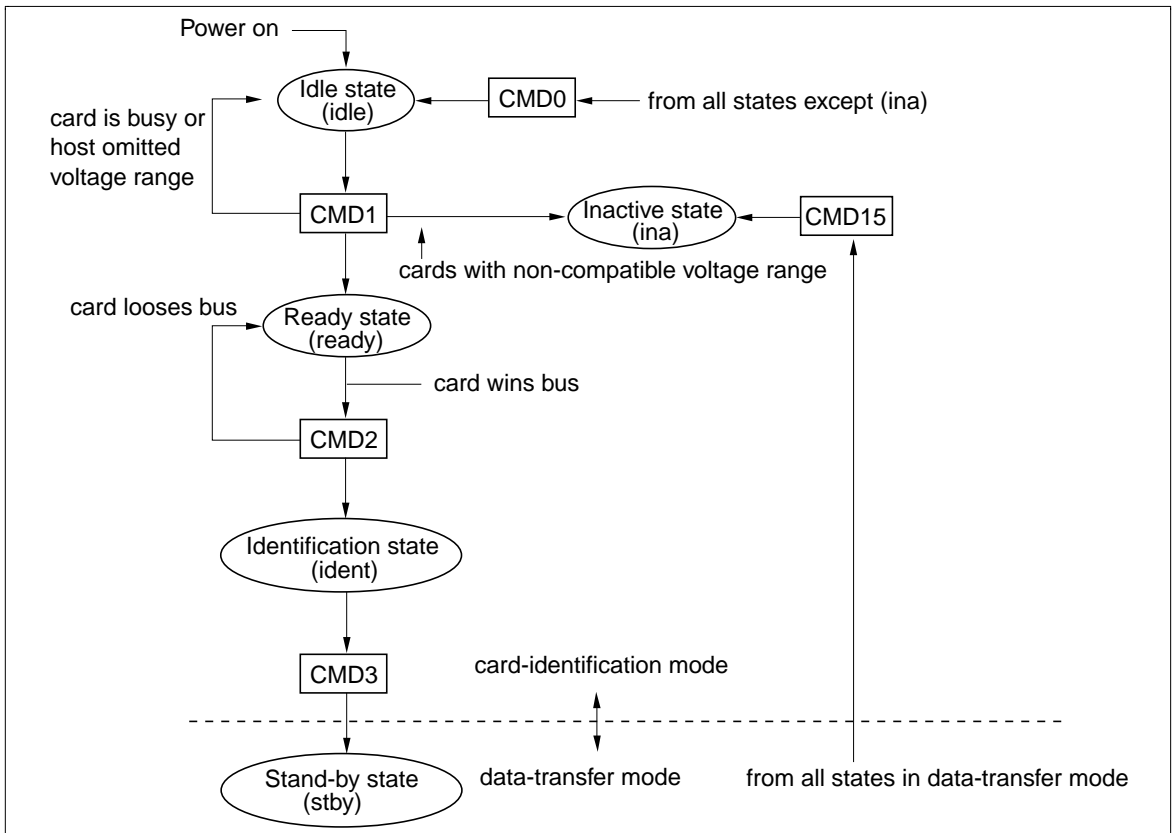 Power on
Idle state
(idle)
CMD0
from all states except (ina)
card is busy or
host omitted
voltage range
CMD1
Inactive state
(ina)
CMD15
cards with non-compatible voltage range
card looses bus
Ready state
(ready)
card wins bus
CMD2
Identification state
(ident)
CMD3
card-identification mode
Stand-by state
(stby)
data-transfer mode
from all states in data-transfer mode